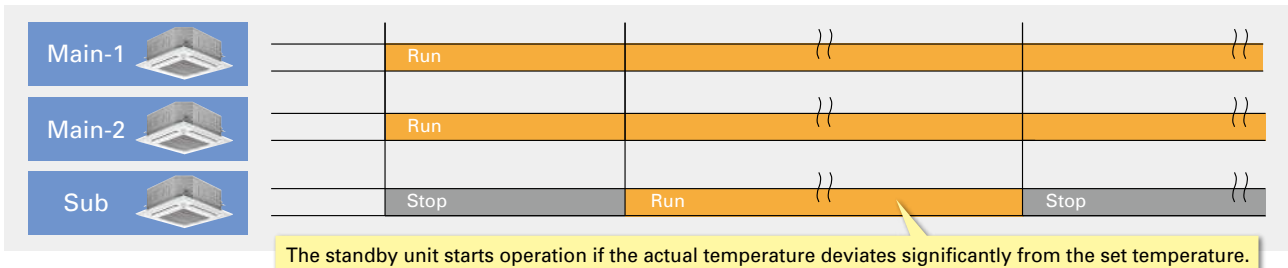 Main-1
Run
Main-2
Run
Sub
Stop
Run
Stop
The standby unit starts operation if the actual temperature deviates significantly from the set temperature.